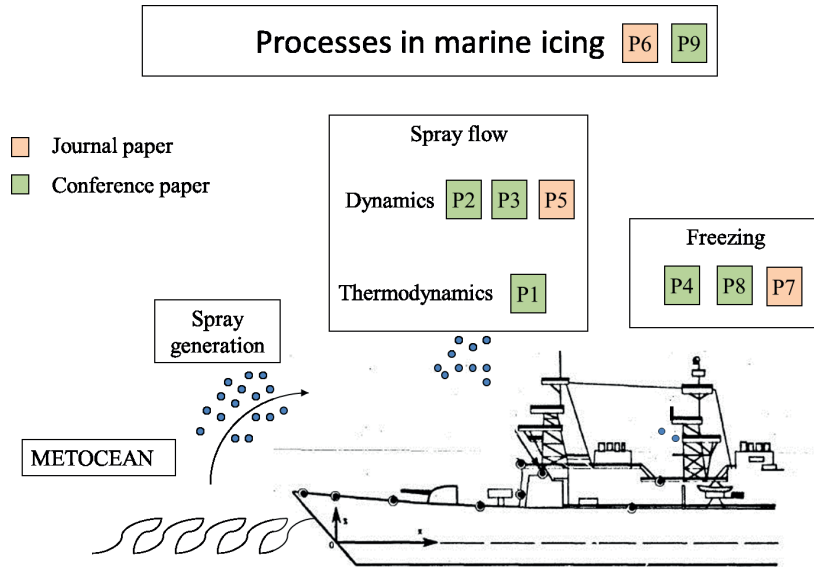 Processes in marine icing P6 P9
Journal paper
Conference paper
Spray flow
Dynamics P2 P3 P5
Thermodynamics P1
Freezing
P4 P8 P7
Spray
generation
METOCEAN
z
x
0